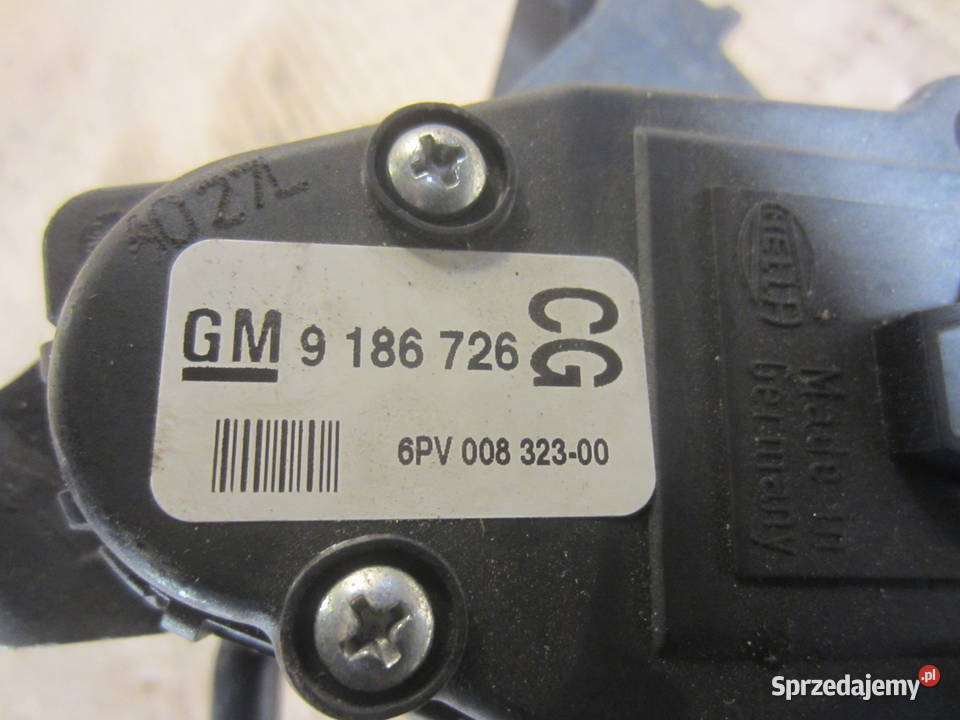 GM 9 186 726 CG
6PV 008 323-00
HELLA
Made in
Germany
Sprzedajemy.pl